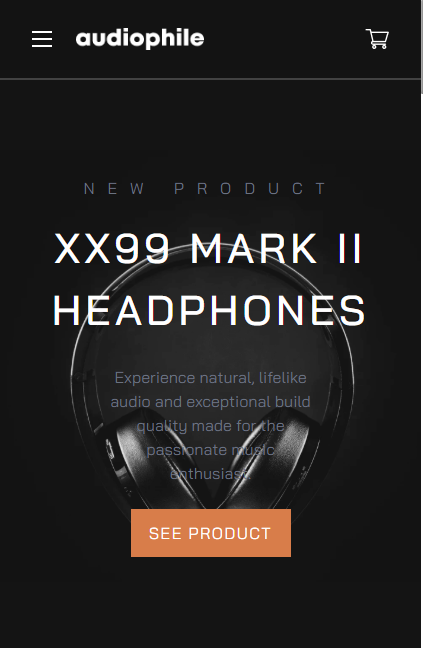 audiophile
NEW PRODUCT
XX99 MARK II
HEADPHONES
Experience natural, lifelike
audio and exceptional build
quality made for the
passionate music
enthusiast.
SEE PRODUCT